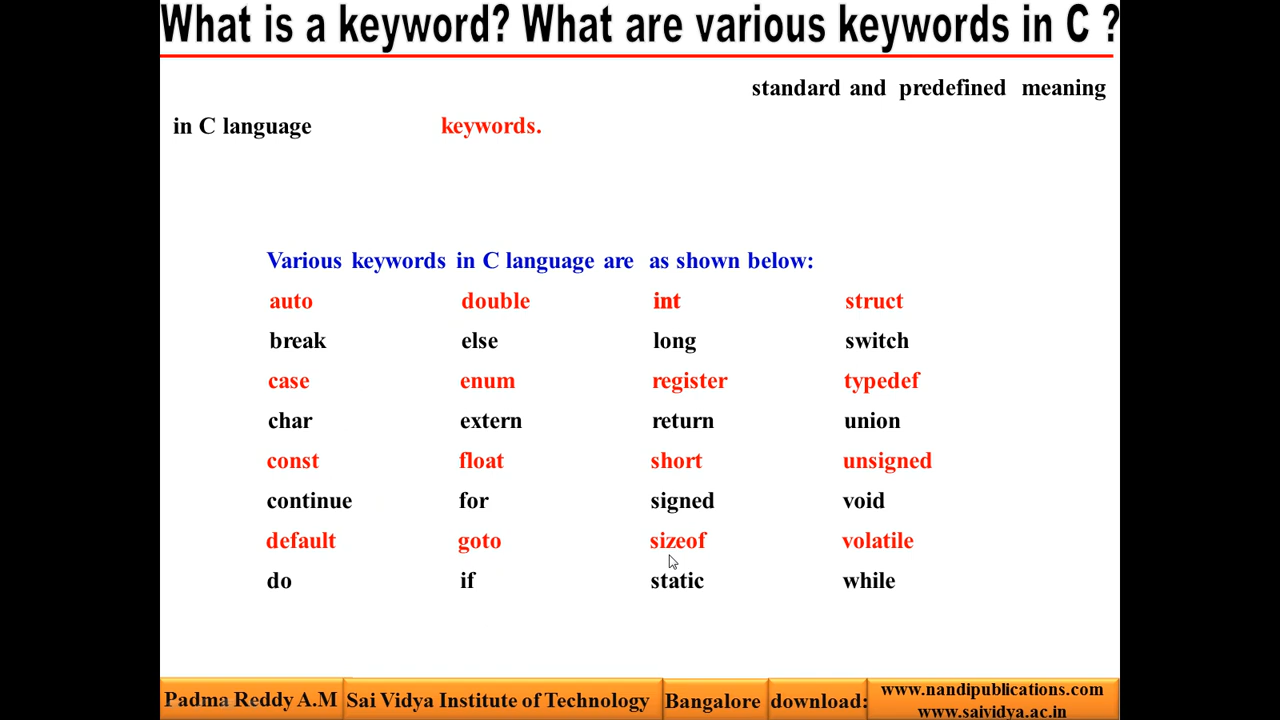 What is a keyword? What are various keywords in C ?
standard and predefined meaning
in C language keywords.
Various keywords in C language are as shown below:
auto double int struct
break else long switch
case enum register typedef
char extern return union
const float short unsigned
continue for signed void
default goto sizeof volatile
do if static while
Padma Reddy A.M Sai Vidya Institute of Technology Bangalore download: www.nandipublications.com
www.saividya.ac.in